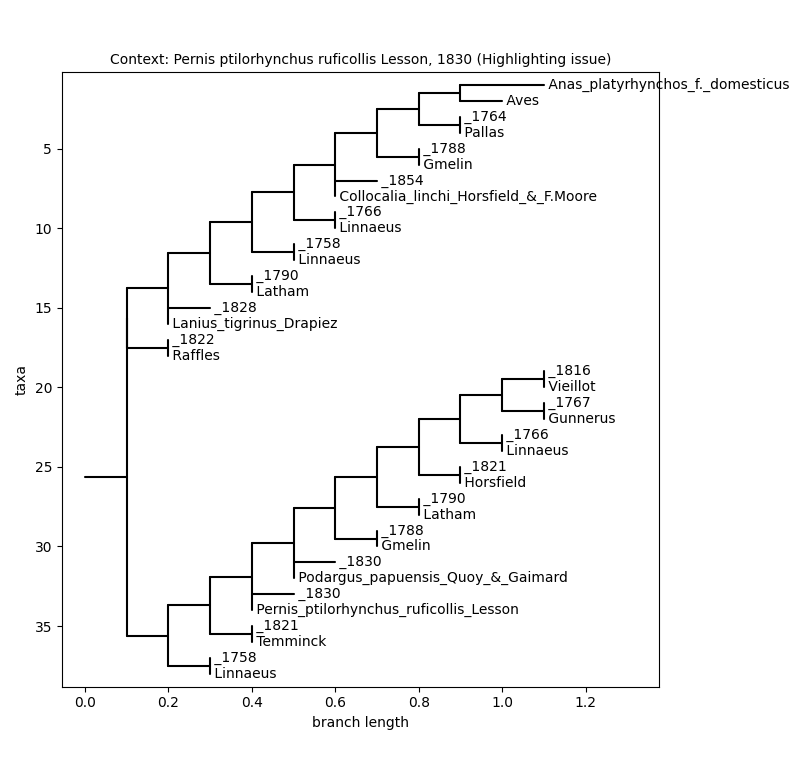 Context: Pernis ptilorhynchus ruficollis Lesson, 1830 (Highlighting issue)
Anas_platyrhynchos_f._domesticus
Aves
_1764
Pallas
5
_1788
Gmelin
_1854
Collocalia_linchi_Horsfield_&_F.Moore
_1766
10
Linnaeus
_1758
Linnaeus
_1790
Latham
15
_1828
Lanius_tigrinus_Drapiez
_1822
Raffles
_1816
20
Vieillot
_1767
Gunnerus
_1766
Linnaeus
25
_1821
Horsfield
_1790
Latham
_1788
30
Gmelin
_1830
Podargus_papuensis_Quoy_&_Gaimard
_1830
Pernis_ptilorhynchus_ruficollis_Lesson
35
_1821
Temminck
_1758
Linnaeus
taxa
0.0 0.2 0.4 0.6 0.8 1.0 1.2
branch length